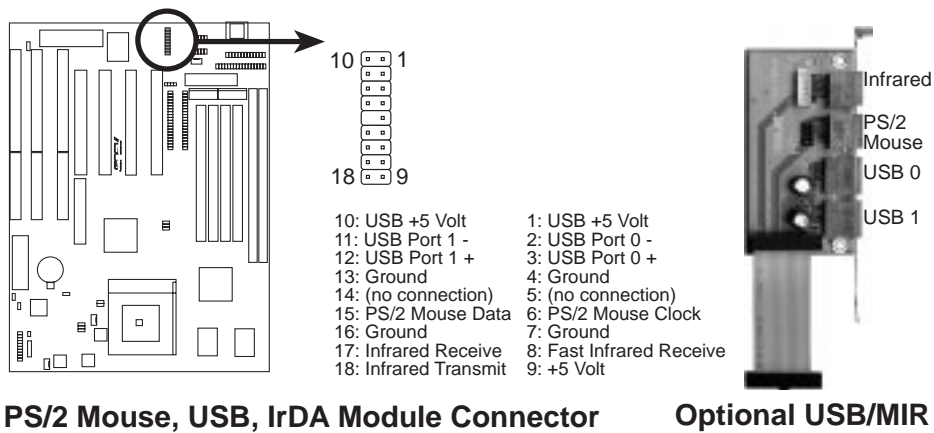 10 1
18 9
10: USB +5 Volt 1: USB +5 Volt
11: USB Port 1 - 2: USB Port 0 -
12: USB Port 1 + 3: USB Port 0 +
13: Ground 4: Ground
14: (no connection) 5: (no connection)
15: PS/2 Mouse Data 6: PS/2 Mouse Clock
16: Ground 7: Ground
17: Infrared Receive 8: Fast Infrared Receive
18: Infrared Transmit 9: +5 Volt
PS/2 Mouse, USB, IrDA Module Connector
Infrared
PS/2
Mouse
USB 0
USB 1
Optional USB/MIR